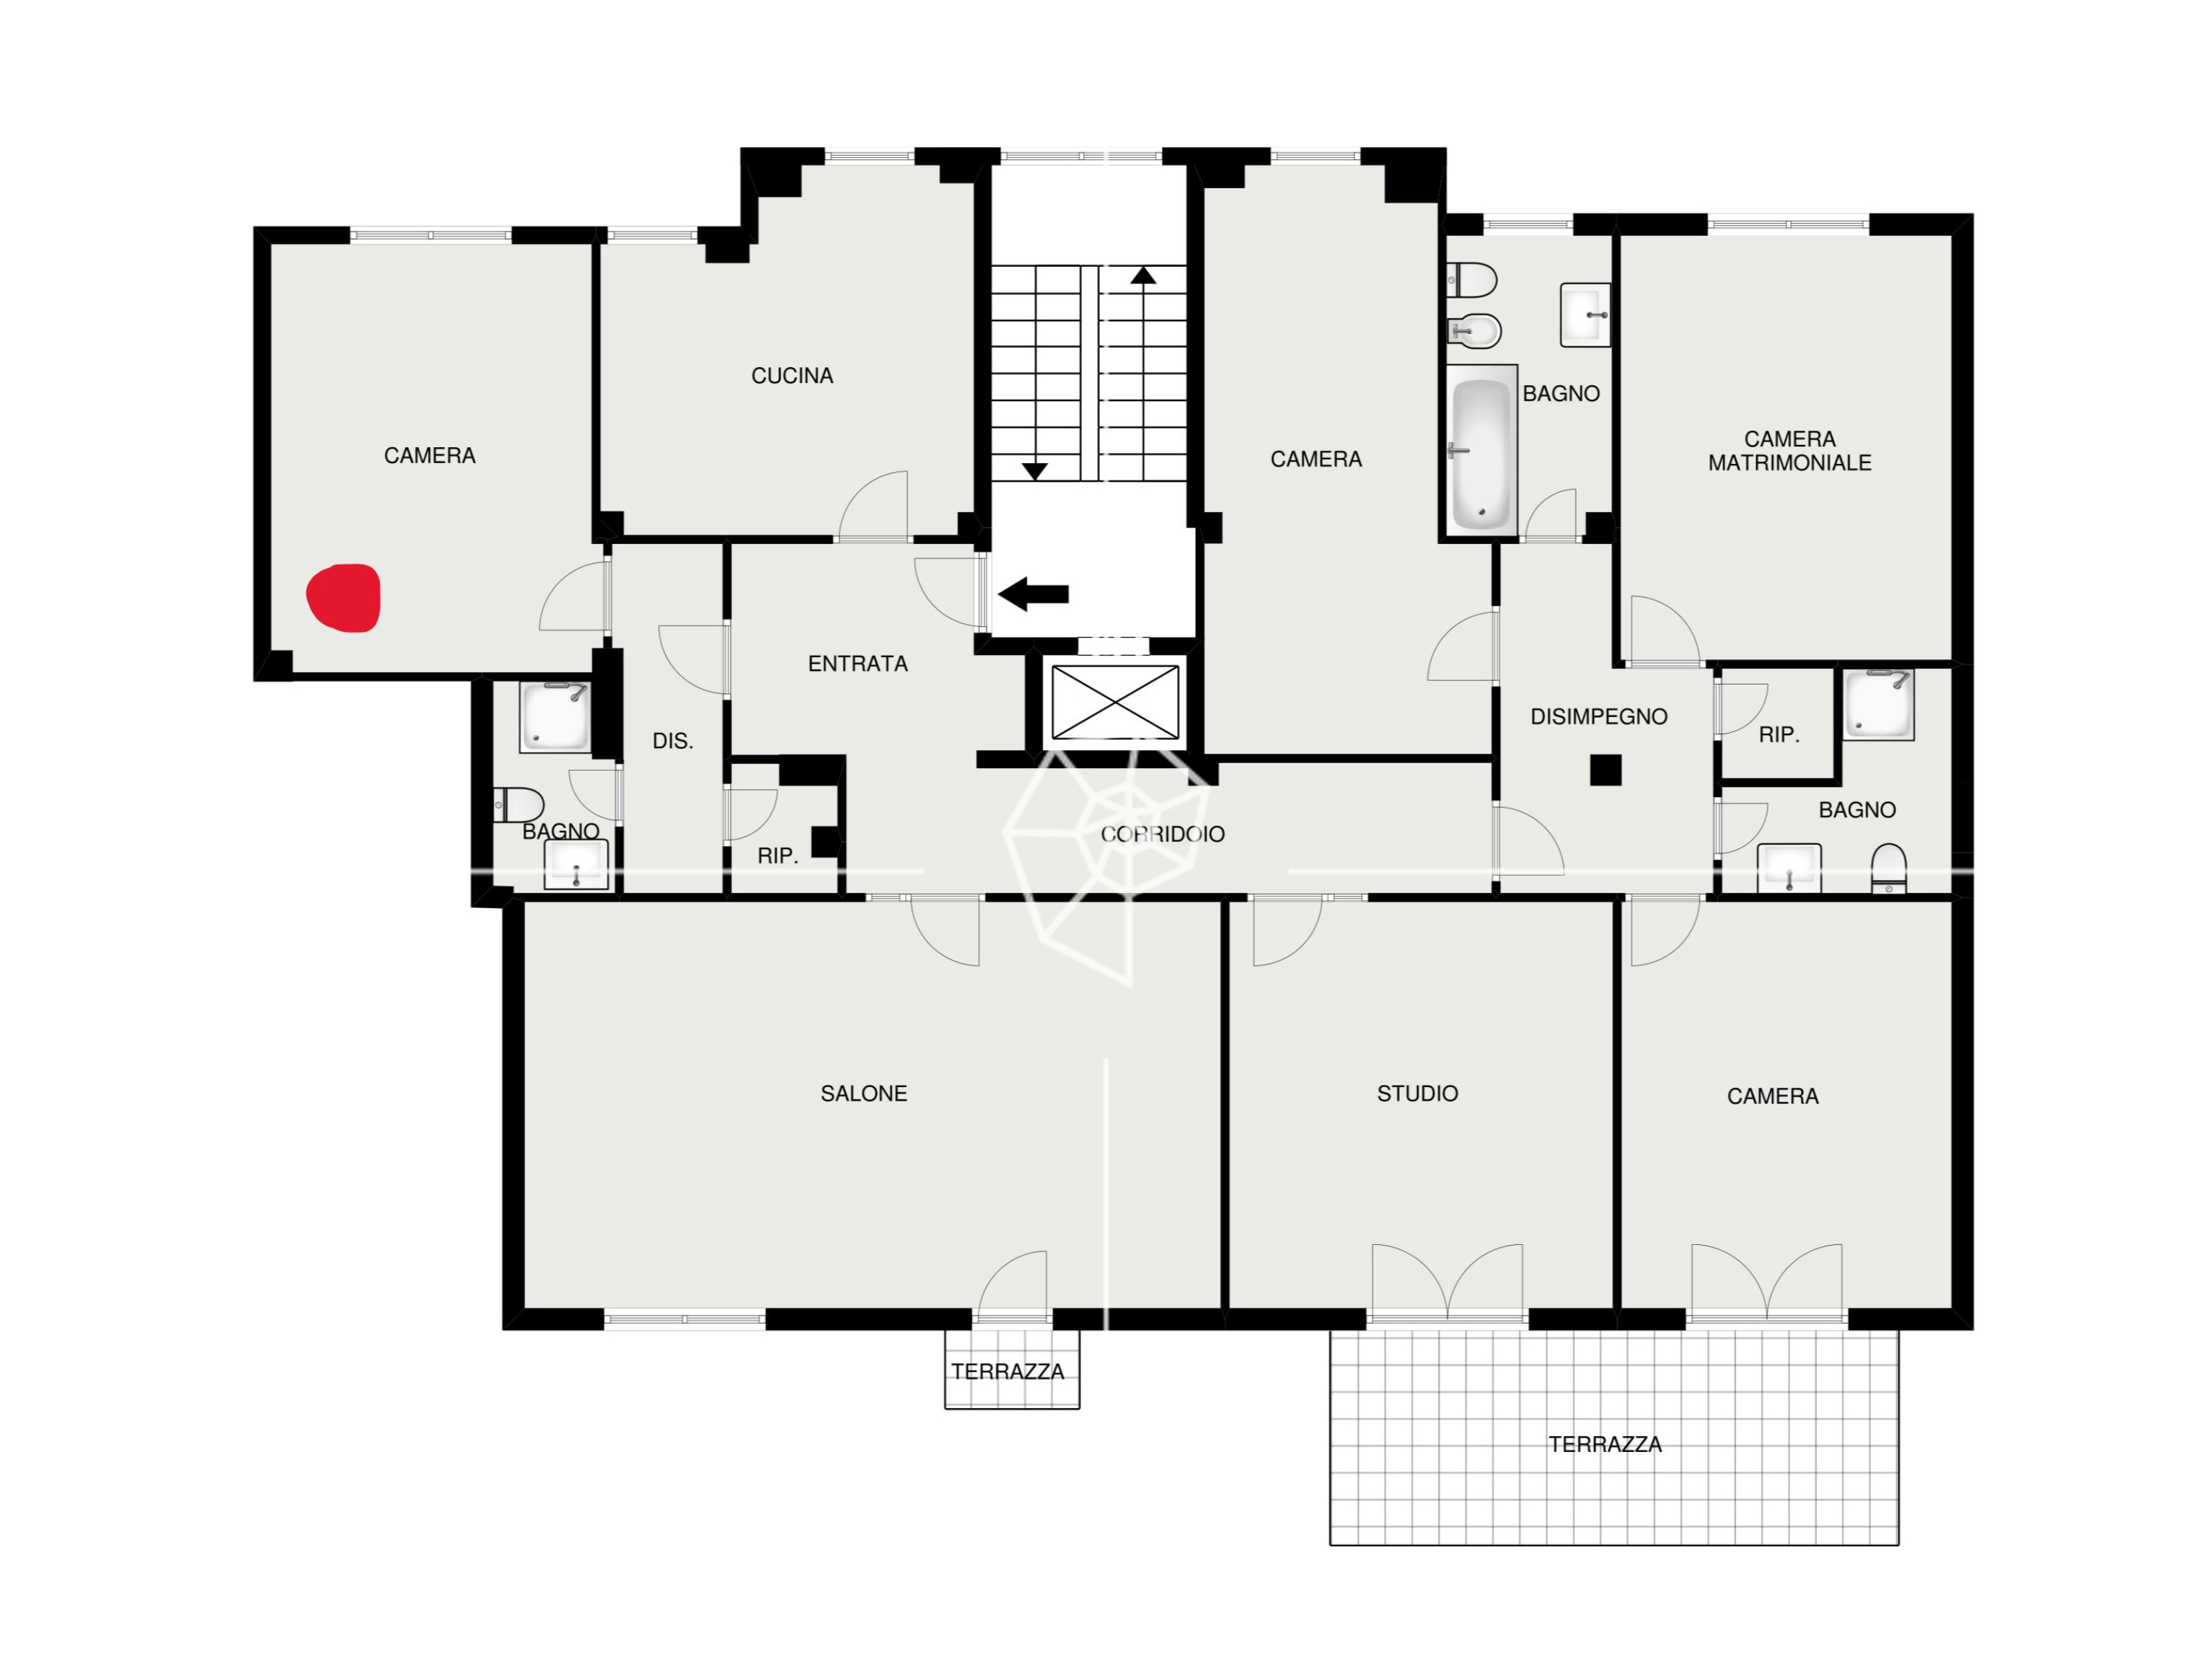 CUCINA
BAGNO
CAMERA
CAMERA
CAMERA
MATRIMONIALE
ENTRATA
DISIMPEGNO
DIS.
RIP.
BAGNO
BAGNO
CORRIDOIO
RIP.
SALONE
STUDIO
CAMERA
TERRAZZA
TERRAZZA